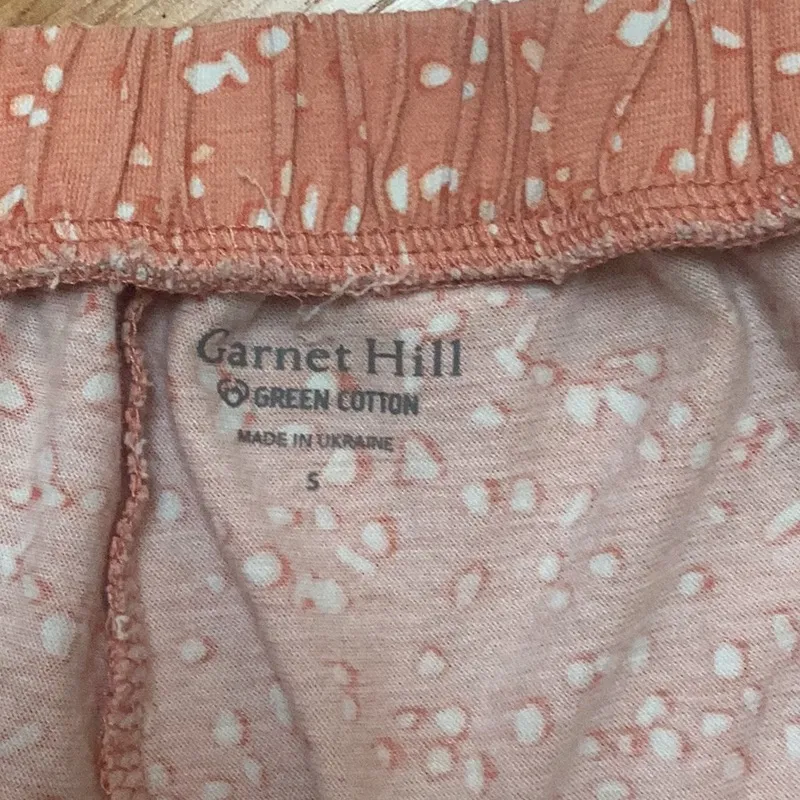 Garnet Hill
GREEN COTTON
MADE IN UKRAINE
S